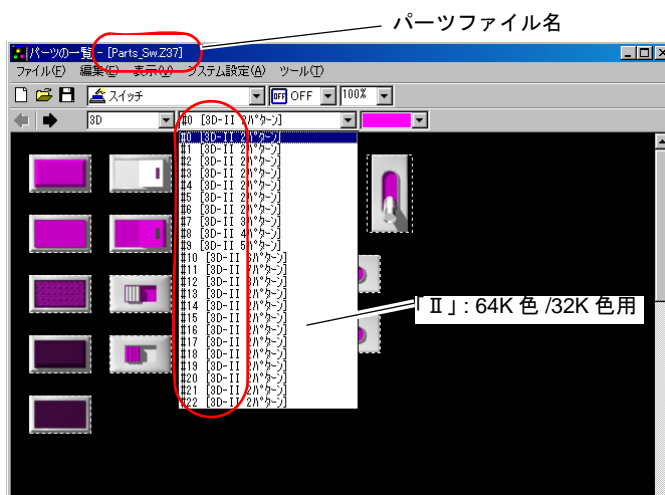 パーツファイル名
パーツの一覧 - [Parts_Sw.Z37]
ファイル(F) 編集(E) 表示(V) システム設定(A) ツール(T)
スイッチ OFF OFF 100%
3D #0 [3D-II 2ﾊﾟﾀｰﾝ]
#0 [3D-II 2ﾊﾟﾀｰﾝ]
#1 [3D-II 2ﾊﾟﾀｰﾝ]
#2 [3D-II 2ﾊﾟﾀｰﾝ]
#3 [3D-II 2ﾊﾟﾀｰﾝ]
#4 [3D-II 2ﾊﾟﾀｰﾝ]
#5 [3D-II 2ﾊﾟﾀｰﾝ]
#6 [3D-II 2ﾊﾟﾀｰﾝ]
#7 [3D-II 3ﾊﾟﾀｰﾝ]
#8 [3D-II 4ﾊﾟﾀｰﾝ]
#9 [3D-II 5ﾊﾟﾀｰﾝ]
#10 [3D-II 6ﾊﾟﾀｰﾝ]
#11 [3D-II 7ﾊﾟﾀｰﾝ]
#12 [3D-II 8ﾊﾟﾀｰﾝ]
#13 [3D-II 2ﾊﾟﾀｰﾝ]
#14 [3D-II 2ﾊﾟﾀｰﾝ]
「Ⅱ」: 64K 色 /32K 色用
#15 [3D-II 2ﾊﾟﾀｰﾝ]
#16 [3D-II 2ﾊﾟﾀｰﾝ]
#17 [3D-II 2ﾊﾟﾀｰﾝ]
#18 [3D-II 2ﾊﾟﾀｰﾝ]
#19 [3D-II 2ﾊﾟﾀｰﾝ]
#20 [3D-II 2ﾊﾟﾀｰﾝ]
#21 [3D-II 2ﾊﾟﾀｰﾝ]
#22 [3D-II 2ﾊﾟﾀｰﾝ]